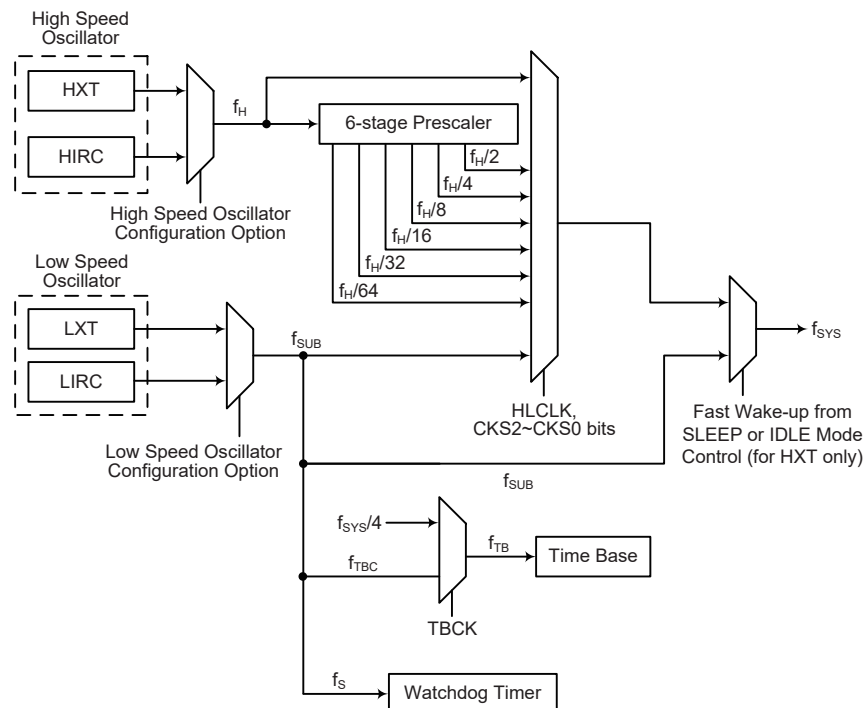 High Speed
Oscillator
HXT
HIRC
f_H
6-stage Prescaler
f_H/2
f_H/4
f_H/8
f_H/16
f_H/32
f_H/64
High Speed Oscillator
Configuration Option
Low Speed
Oscillator
LXT
LIRC
f_SUB
f_SYS
HLCLK,
CKS2~CKS0 bits
Fast Wake-up from
SLEEP or IDLE Mode
Control (for HXT only)
Low Speed Oscillator
Configuration Option
f_SUB
f_SYS/4
f_TBC
f_TB
Time Base
TBCK
f_S
Watchdog Timer